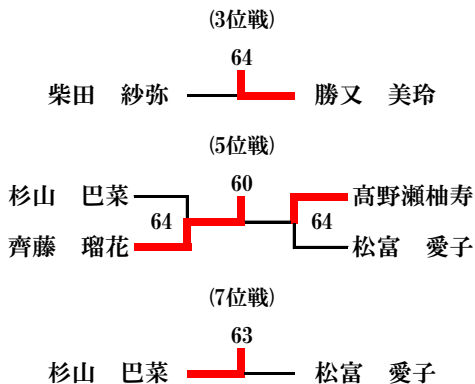 (3位戦)
64
柴田　紗弥　勝又　美玲
(5位戦)
60
杉山　巴菜　髙野瀬柚寿
64　64
齊藤　瑠花　松富　愛子
(7位戦)
63
杉山　巴菜　松富　愛子